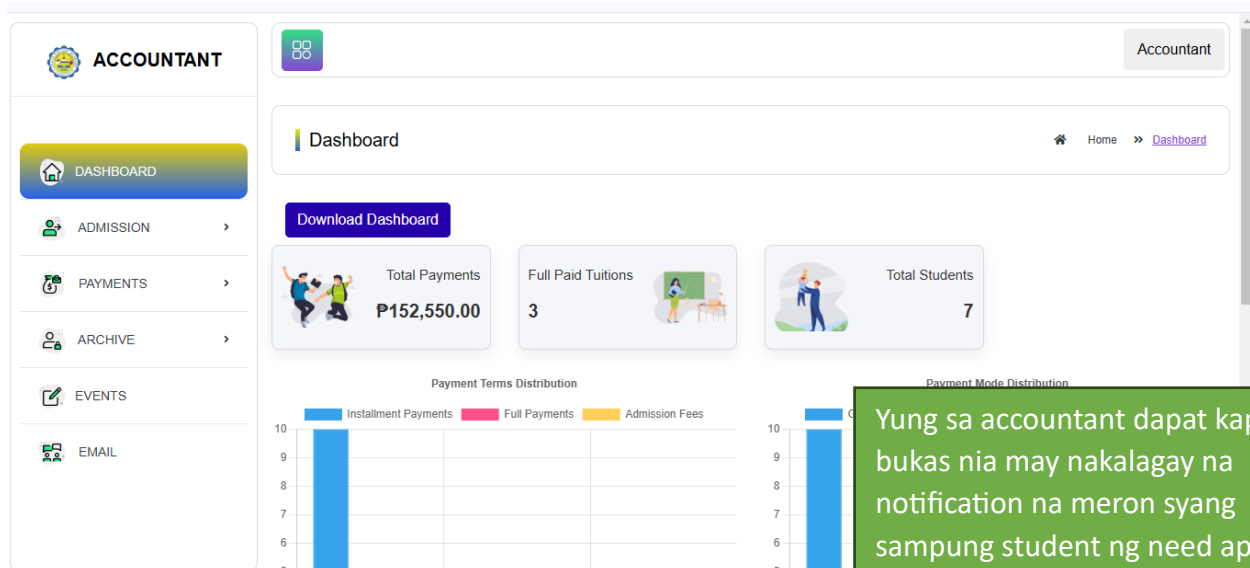 ACCOUNTANT
Accountant
Dashboard
Home » Dashboard
DASHBOARD
ADMISSION
PAYMENTS
ARCHIVE
EVENTS
EMAIL
Download Dashboard
Total Payments
₱152,550.00
Full Paid Tuitions
3
Total Students
7
Payment Terms Distribution
Installment Payments Full Payments Admission Fees
10
9
8
7
6
Payment Mode Distribution
10
9
8
7
6
Yung sa accountant dapat
bukas nia may nakalagay na
notification na meron syang
sampung student ng need